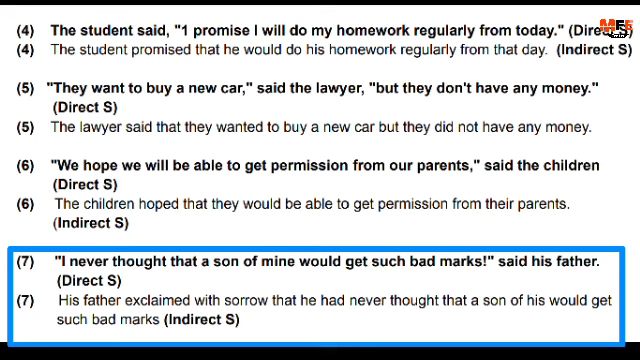 (4) The student said, "1 promise I will do my homework regularly from today." (Direct S)
(4) The student promised that he would do his homework regularly from that day. (Indirect S)
(5) "They want to buy a new car," said the lawyer, "but they don't have any money."
(Direct S)
(5) The lawyer said that they wanted to buy a new car but they did not have any money.
(6) "We hope we will be able to get permission from our parents," said the children
(Direct S)
(6) The children hoped that they would be able to get permission from their parents.
(Indirect S)
(7) "I never thought that a son of mine would get such bad marks!" said his father.
(Direct S)
(7) His father exclaimed with sorrow that he had never thought that a son of his would get
such bad marks (Indirect S)